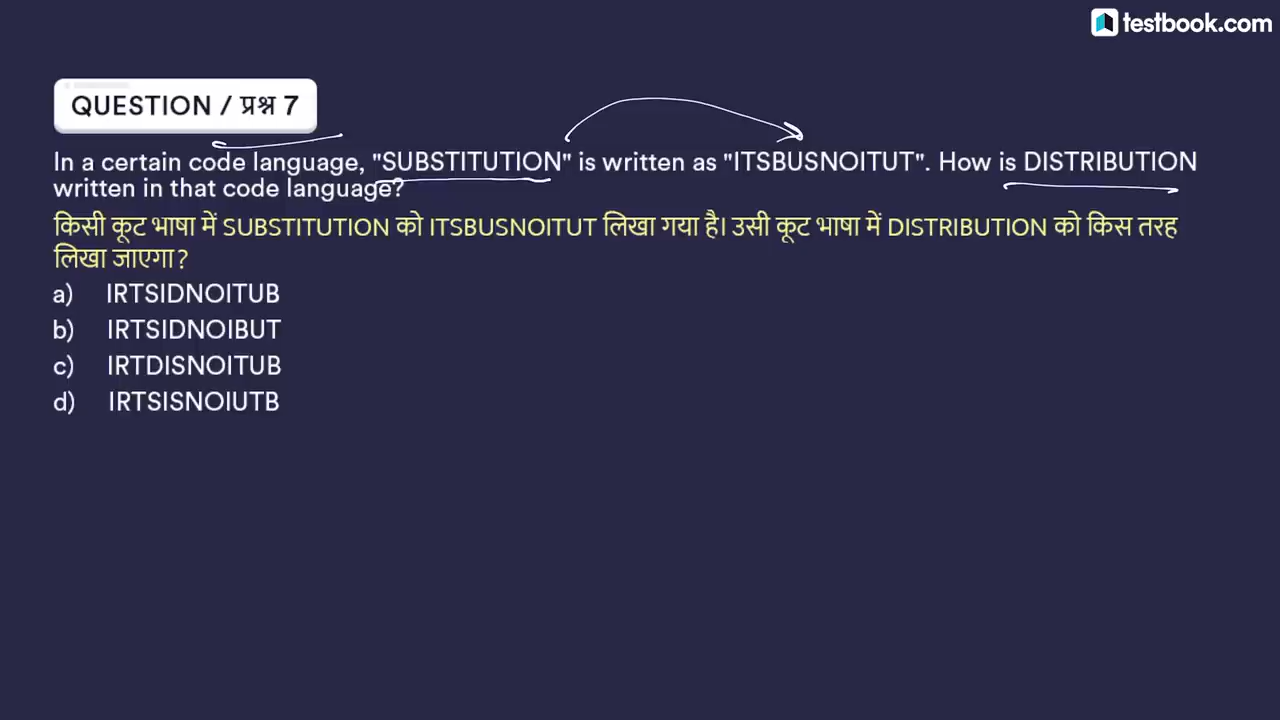 testbook.com
QUESTION / प्रश्न 7
In a certain code language, "SUBSTITUTION" is written as "ITSBUSNOITUT". How is DISTRIBUTION
written in that code language?
किसी कूट भाषा में SUBSTITUTION को ITSBUSNOITUT लिखा गया है। उसी कूट भाषा में DISTRIBUTION को किस तरह
लिखा जाएगा?
a) IRTSIDNOITUB
b) IRTSIDNOIBUT
c) IRTDISNOITUB
d) IRTSISNOIUTB